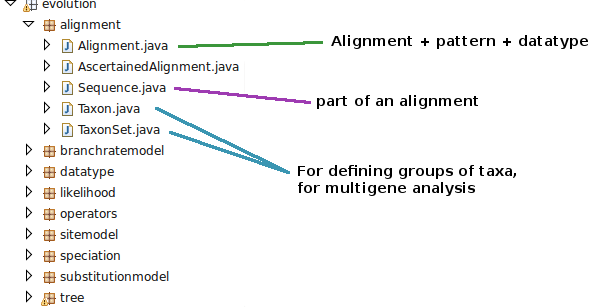 evolution
alignment
Alignment.java
Alignment + pattern + datatype
AscertainedAlignment.java
Sequence.java
part of an alignment
Taxon.java
TaxonSet.java
For defining groups of taxa,
for multigene analysis
branchratemodel
datatype
likelihood
operators
sitemodel
speciation
substitutionmodel
tree